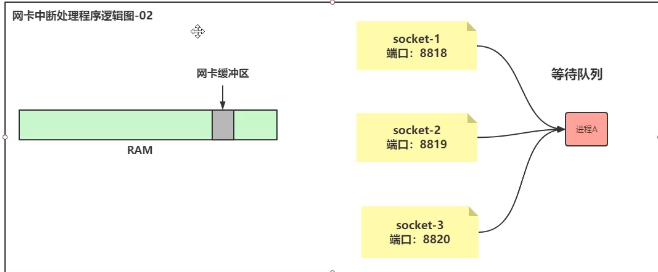 网卡中断处理程序逻辑图-02
网卡缓冲区
RAM
socket-1
端口：8818
socket-2
端口：8819
socket-3
端口：8820
等待队列
进程A